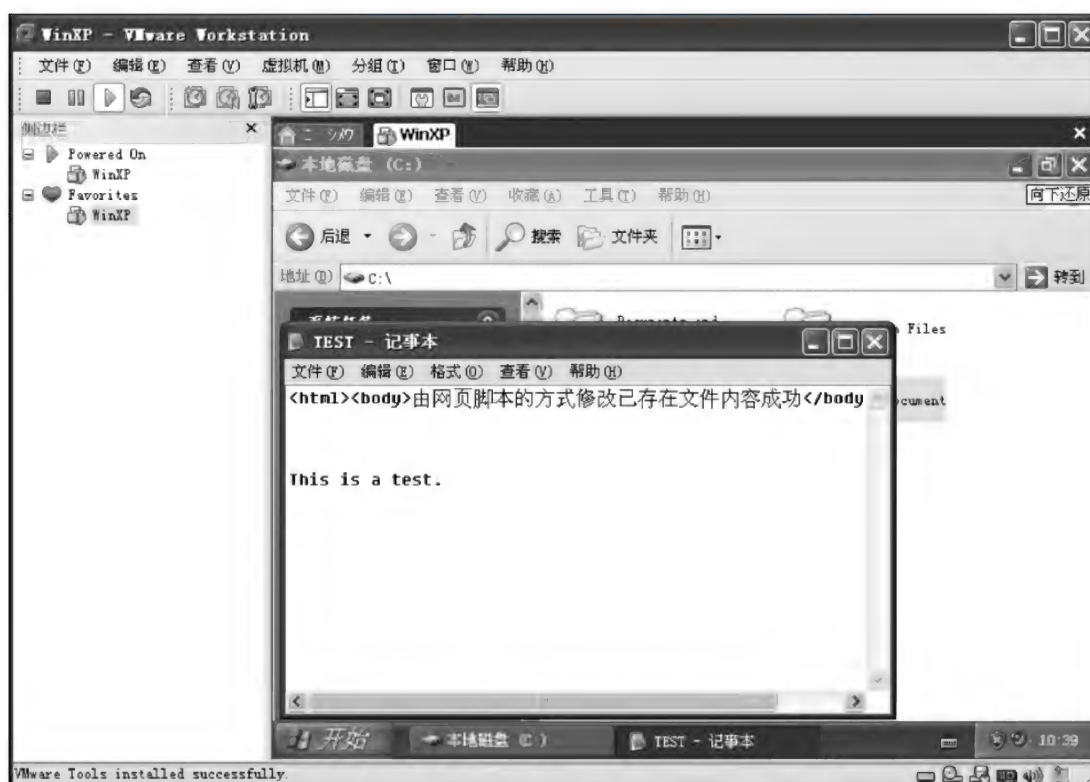 WinXP - VMware Workstation
文件(F) 编辑(E) 查看(V) 虚拟机(M) 分组(T) 窗口(W) 帮助(H)
侧边栏
Powered On
WinXP
Favorites
WinXP
WinXP
本地磁盘 (C:)
文件(F) 编辑(E) 查看(V) 收藏(A) 工具(T) 帮助(H)
向下还原
后退 搜索 文件夹
地址(D) C:\ 转到
Files
TEST - 记事本
文件(F) 编辑(E) 格式(O) 查看(V) 帮助(H)
<html><body>由网页脚本的方式修改已存在文件内容成功</body
ocument
This is a test.
开始 本地磁盘 (C:) TEST - 记事本 10:39
VMware Tools installed successfully.